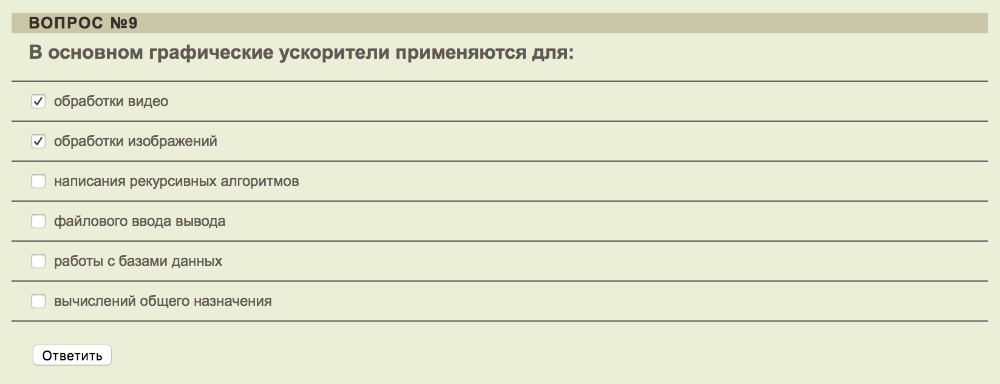 ВОПРОС №9
В основном графические ускорители применяются для:
обработки видео
обработки изображений
написания рекурсивных алгоритмов
файлового ввода вывода
работы с базами данных
вычислений общего назначения
Ответить